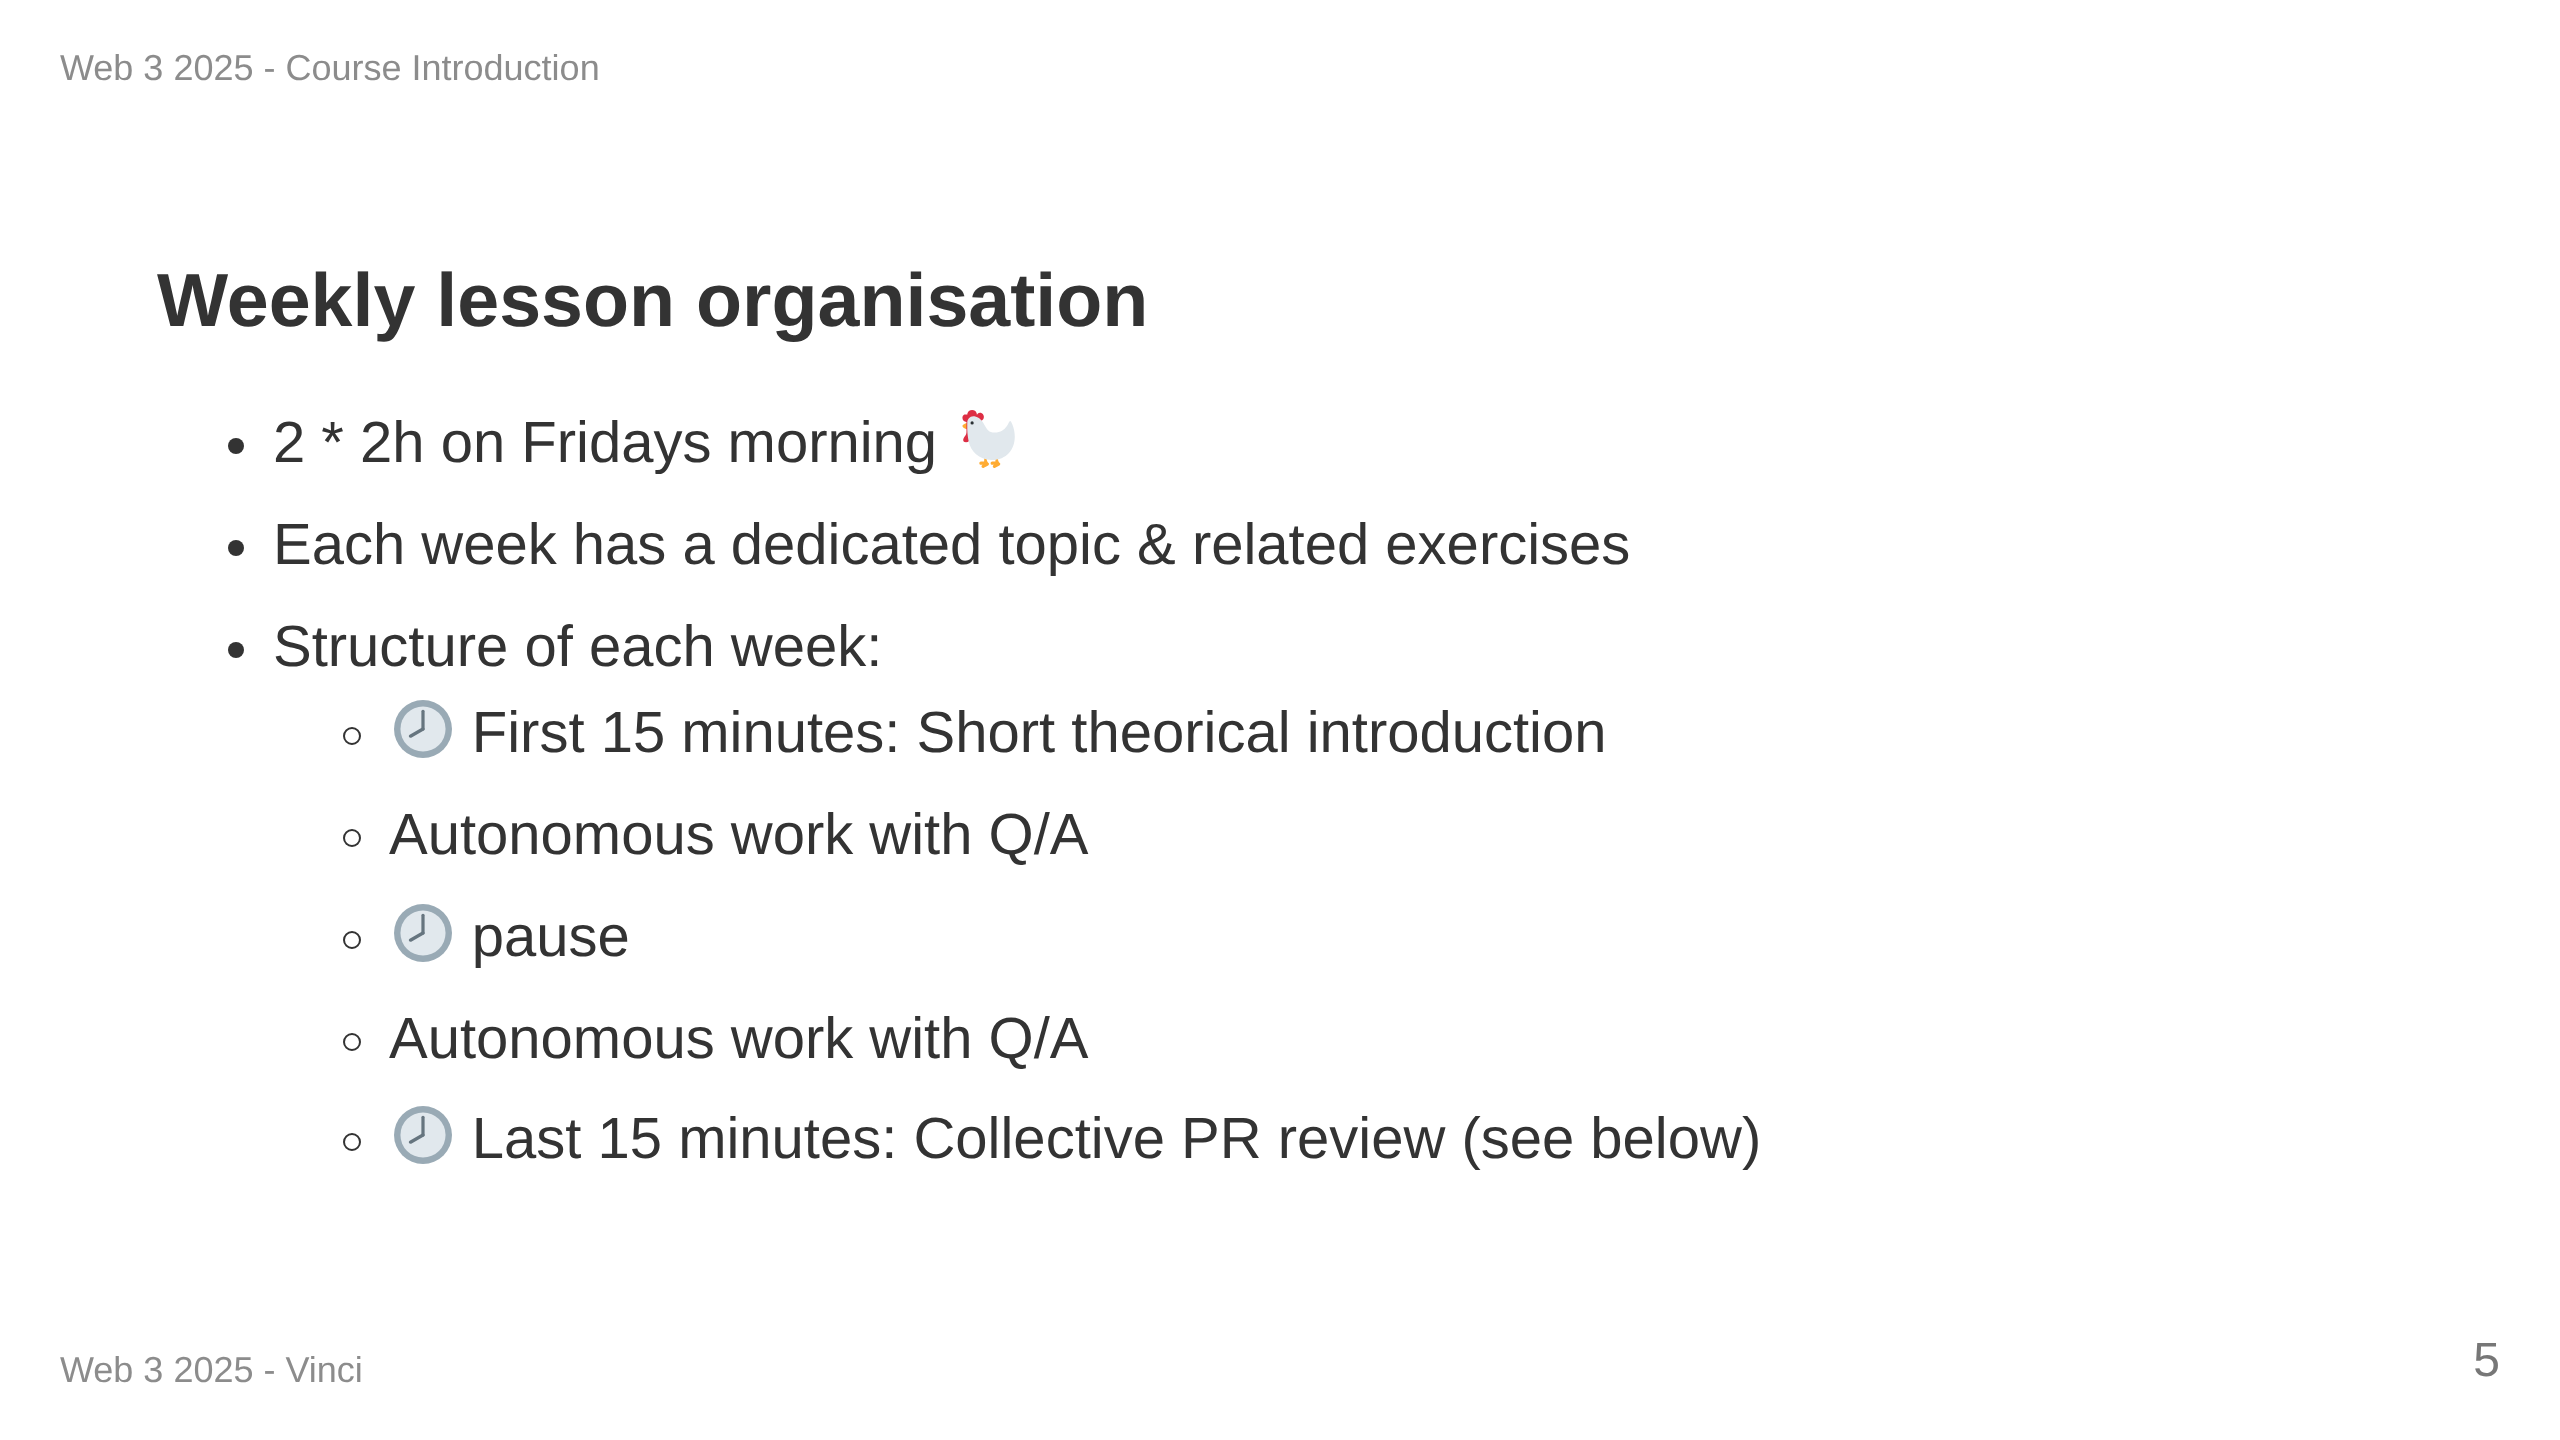 Web 3 2025 - Course Introduction
Weekly lesson organisation
2 * 2h on Fridays morning 🐔
Each week has a dedicated topic & related exercises
Structure of each week:
🕗 First 15 minutes: Short theorical introduction
Autonomous work with Q/A
🕗 pause
Autonomous work with Q/A
🕗 Last 15 minutes: Collective PR review (see below)
Web 3 2025 - Vinci
5